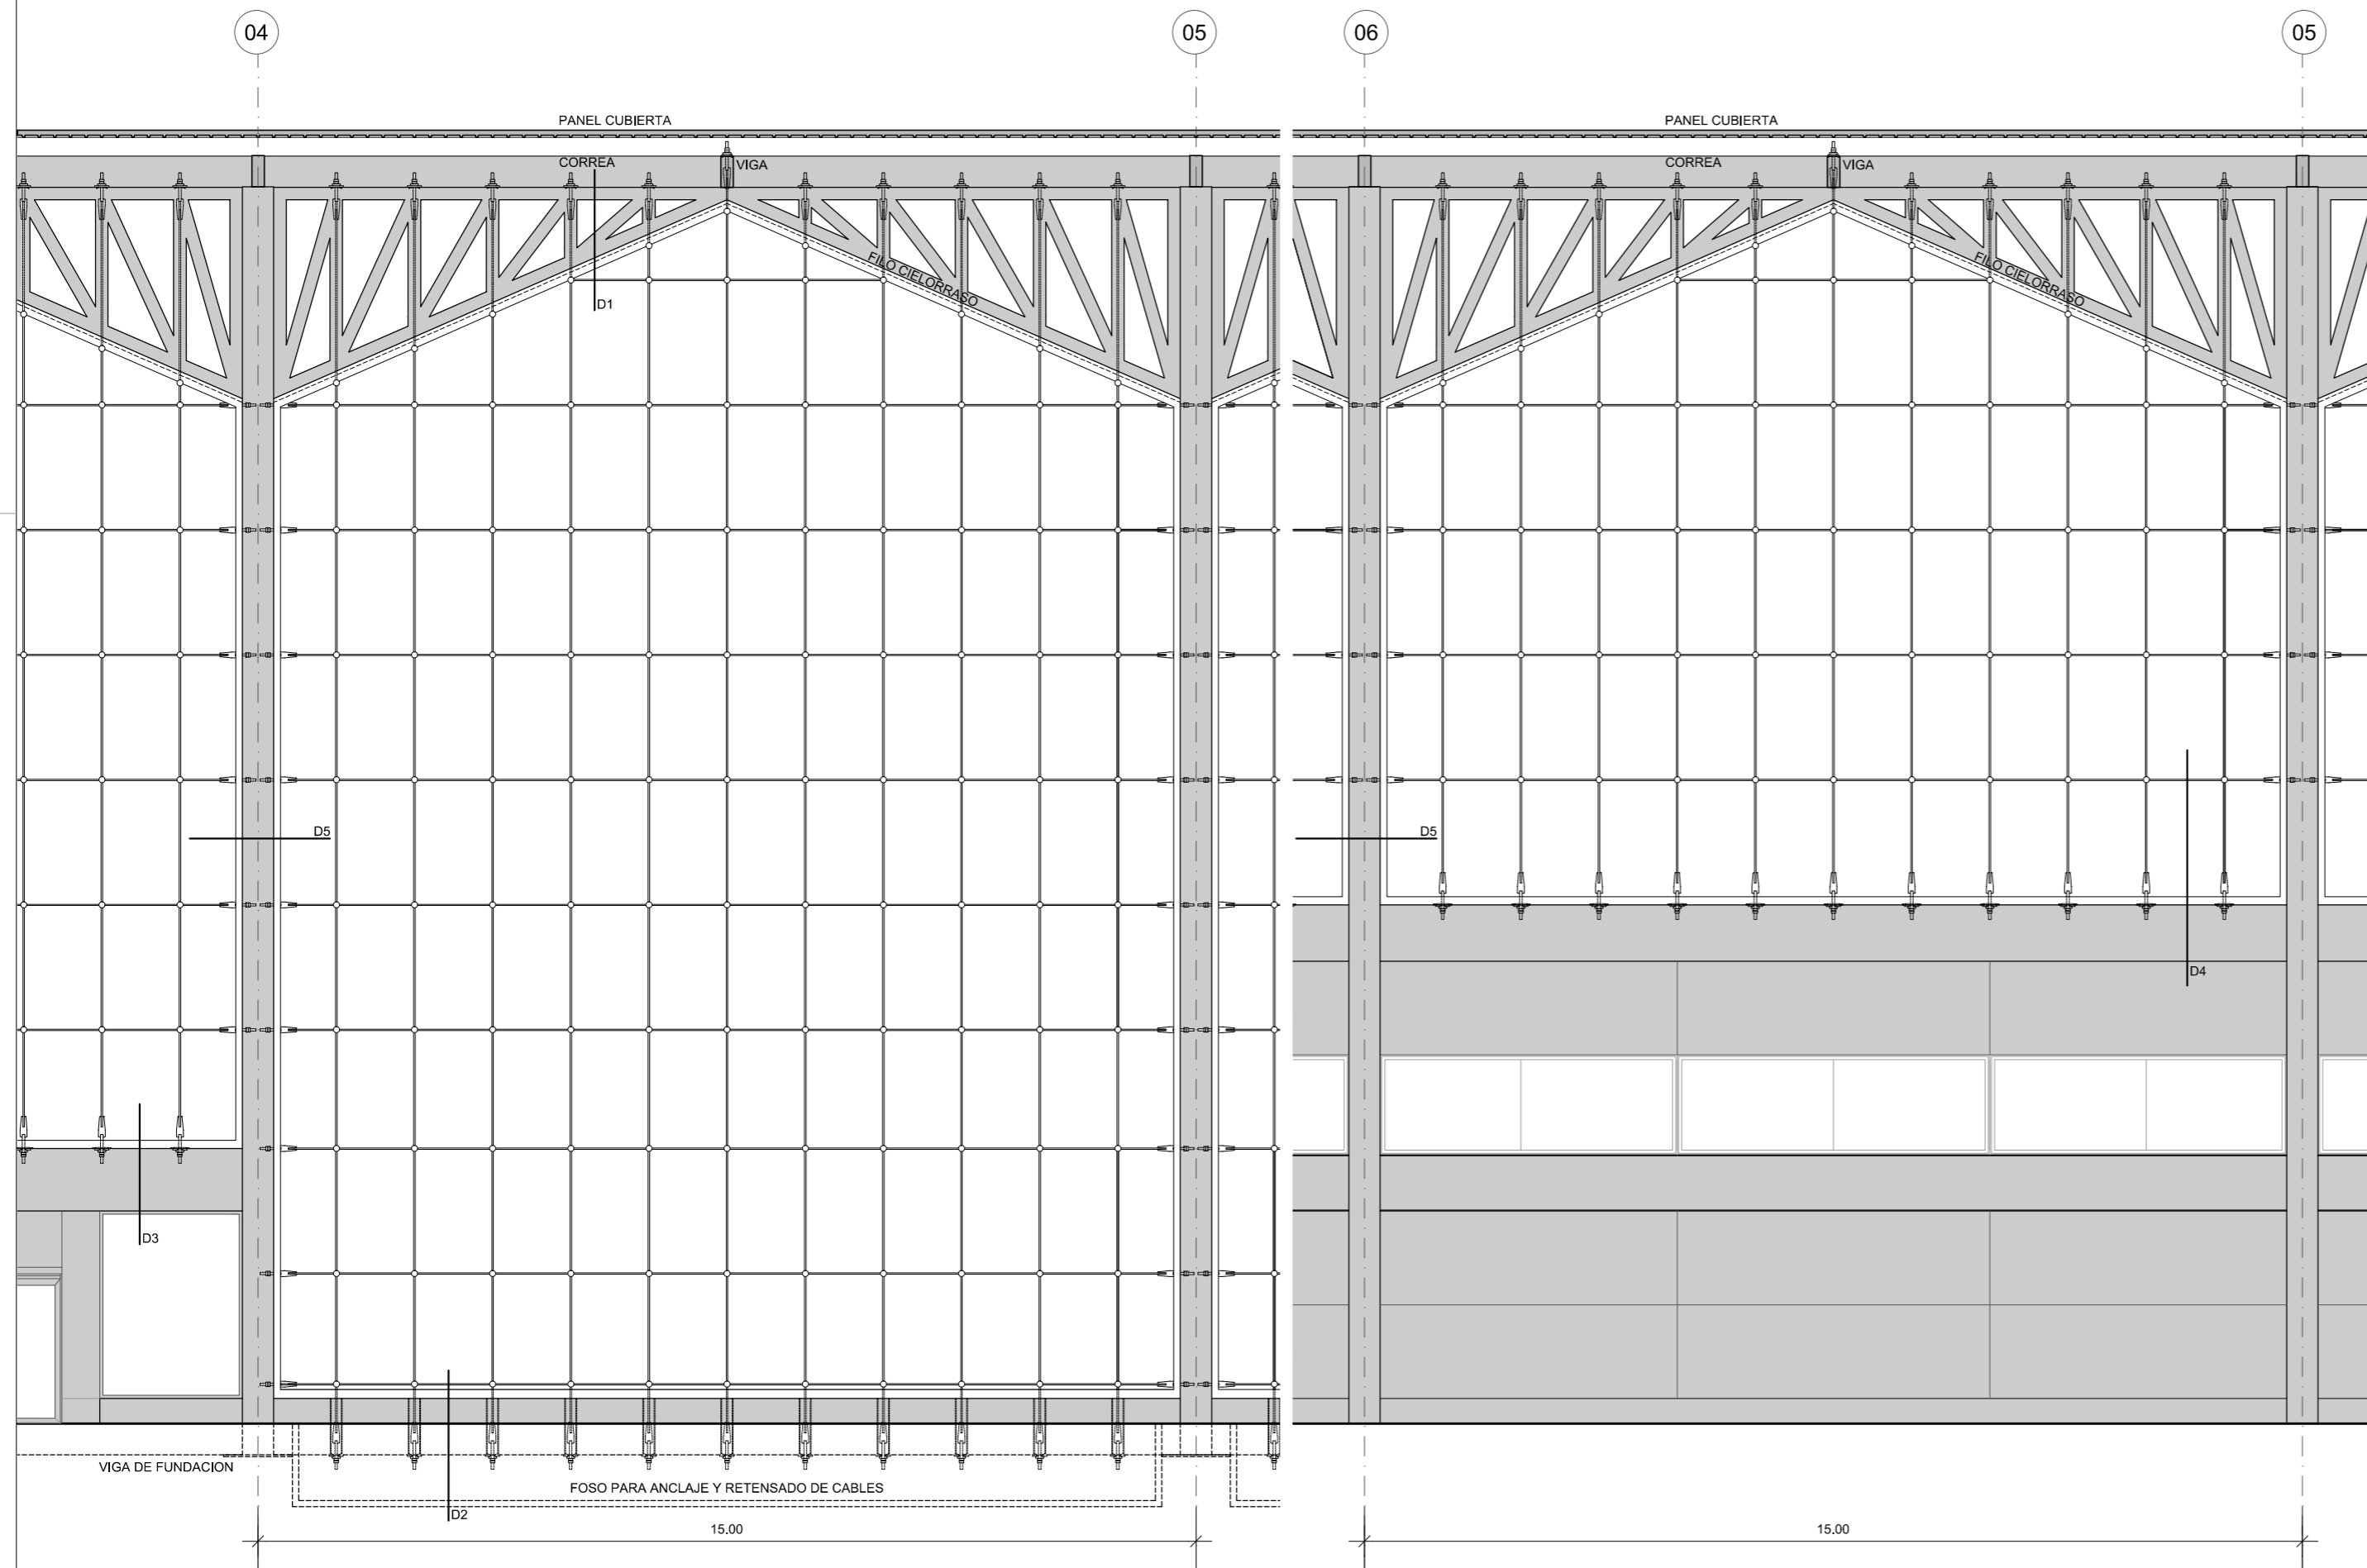 04
05
06
05
PANEL CUBIERTA
PANEL CUBIERTA
CORREA
VIGA
CORREA
VIGA
FILO CIELORRASO
FILO CIELORRASO
D1
D5
D5
D4
D3
VIGA DE FUNDACION
FOSO PARA ANCLAJE Y RETENSADO DE CABLES
D2
15.00
15.00